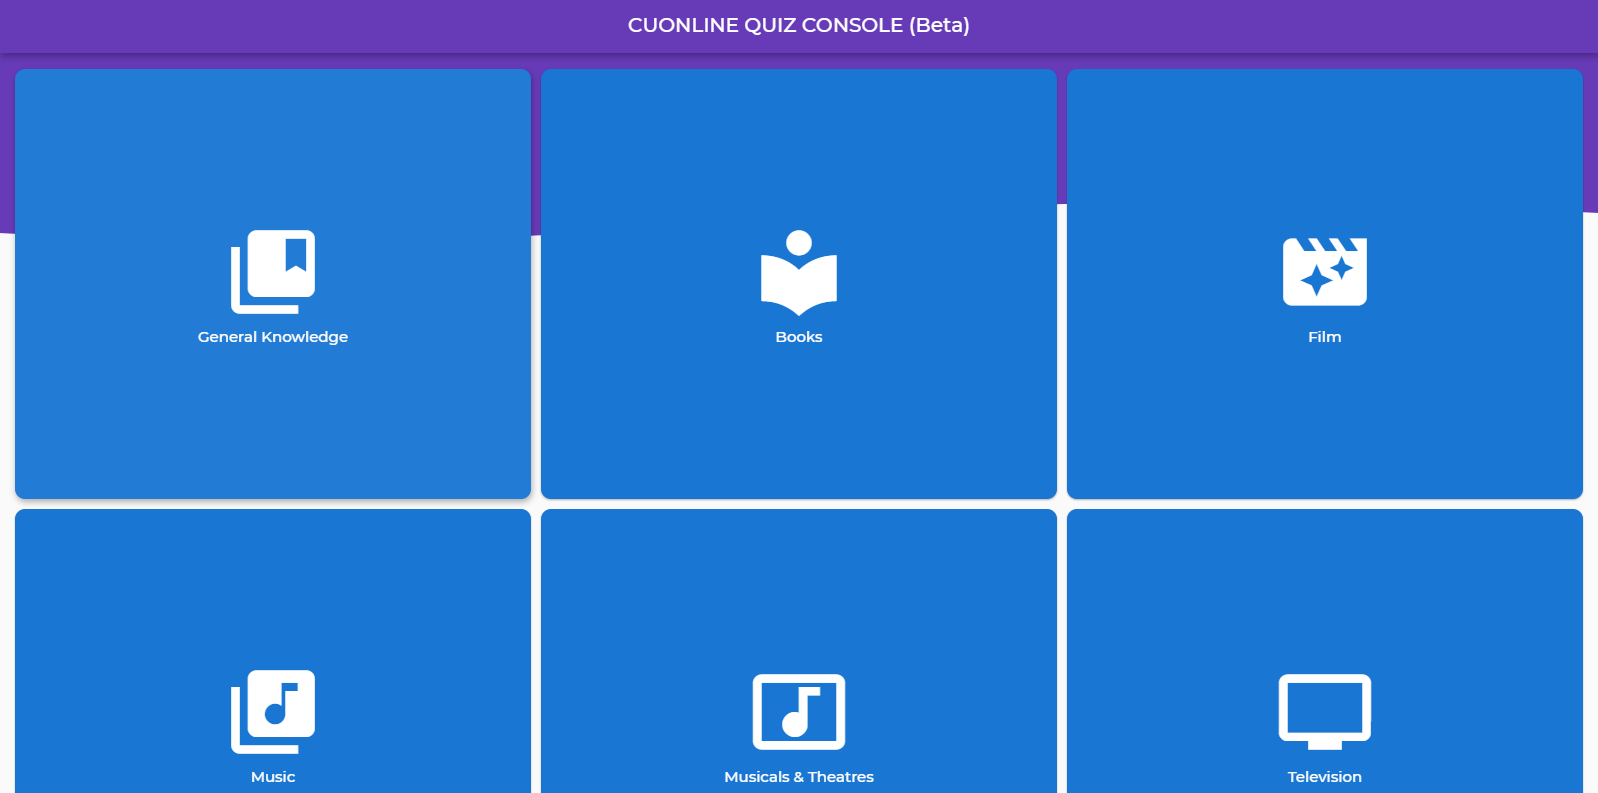 CUONLINE QUIZ CONSOLE (Beta)
General Knowledge
Books
Film
Music
Musicals & Theatres
Television